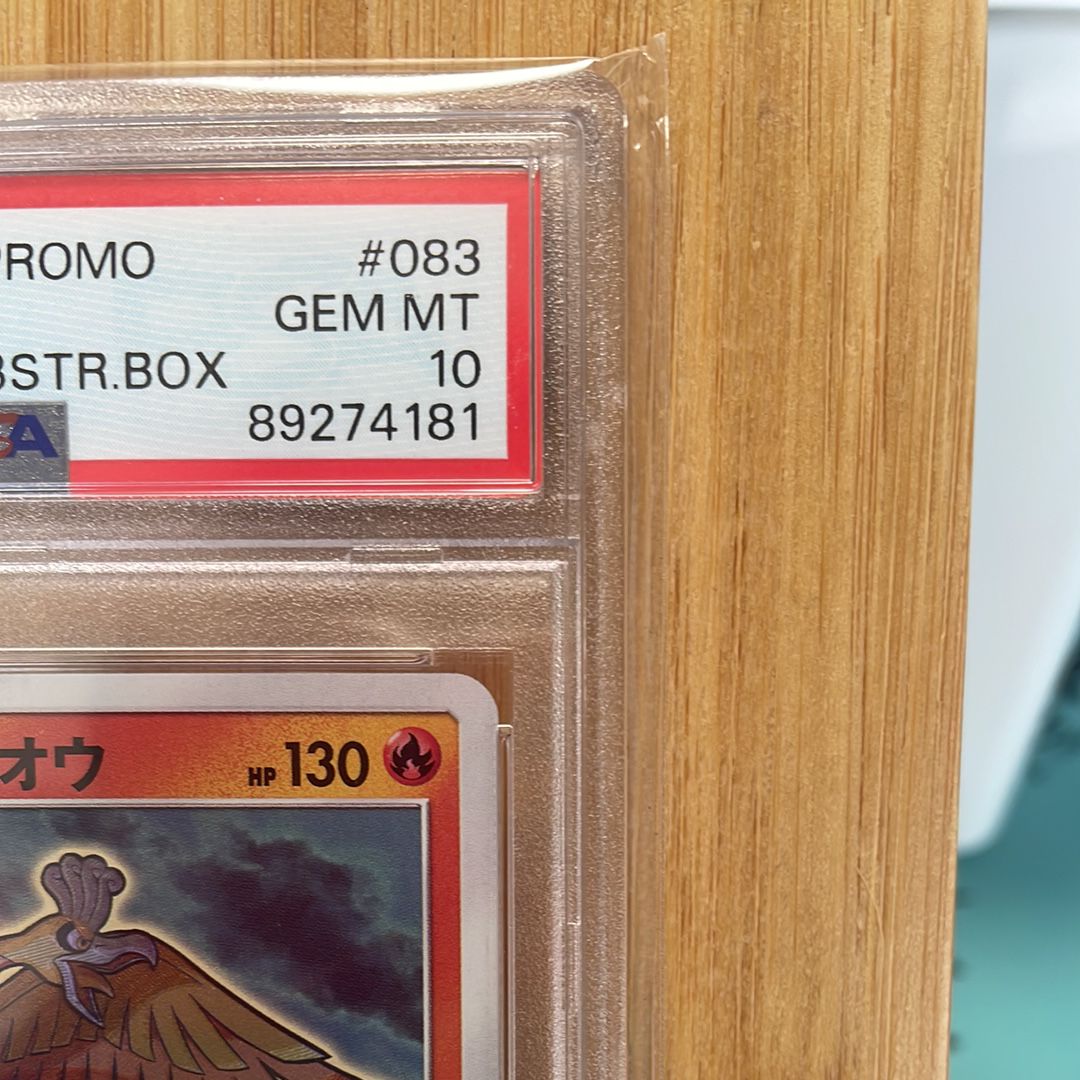 PROMO #083
GEM MT
BSTR.BOX 10
89274181
オウ HP 130